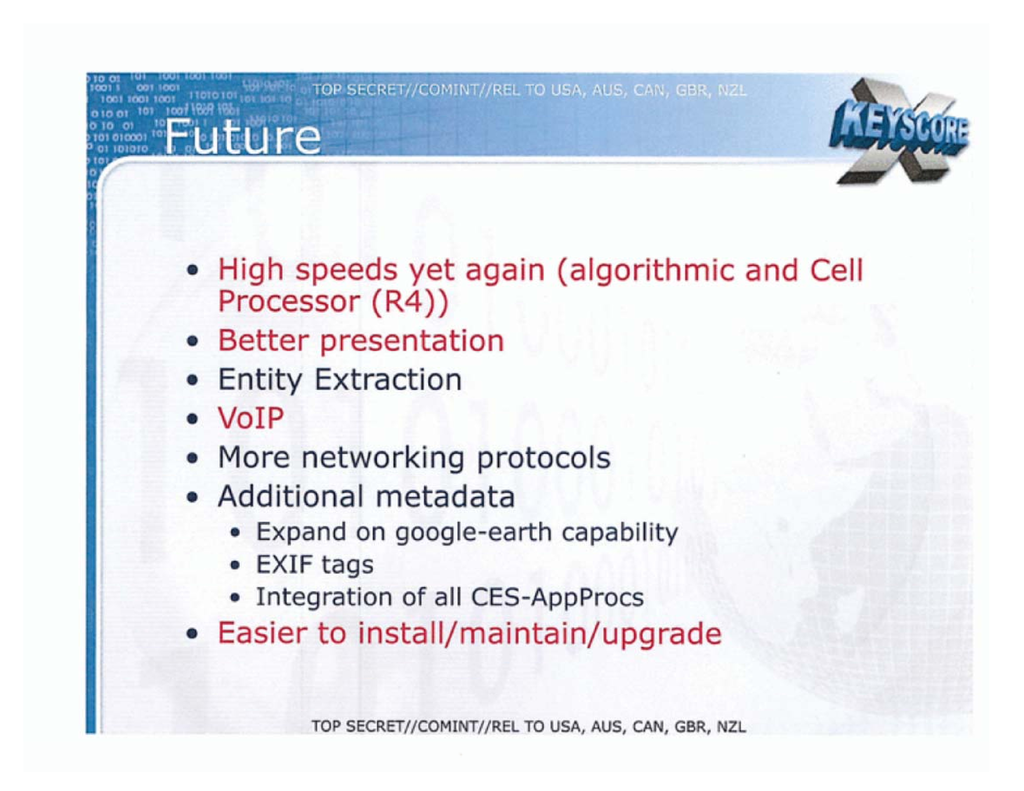 TOP SECRET//COMINT//REL TO USA, AUS, CAN, GBR, NZL
X KEYSCORE
Future
• High speeds yet again (algorithmic and Cell
Processor (R4))
• Better presentation
• Entity Extraction
• VoIP
• More networking protocols
• Additional metadata
• Expand on google-earth capability
• EXIF tags
• Integration of all CES-AppProcs
• Easier to install/maintain/upgrade
TOP SECRET//COMINT//REL TO USA, AUS, CAN, GBR, NZL